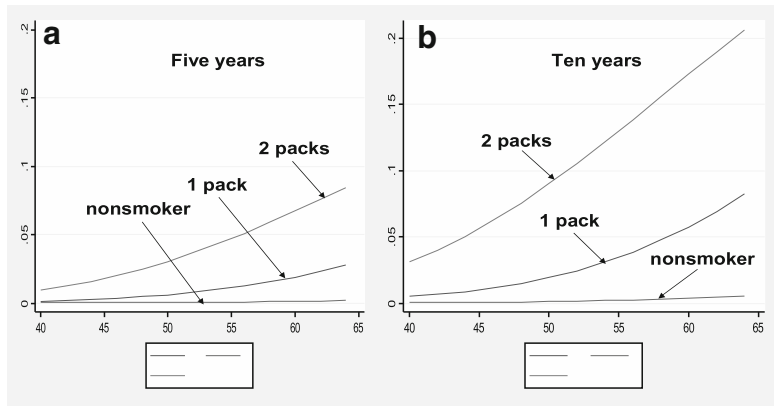 a
Five years
.2
.15
.1
.05
0
2 packs
1 pack
nonsmoker
40 45 50 55 60 65
b
Ten years
.2
.15
.1
.05
0
2 packs
1 pack
nonsmoker
40 45 50 55 60 65